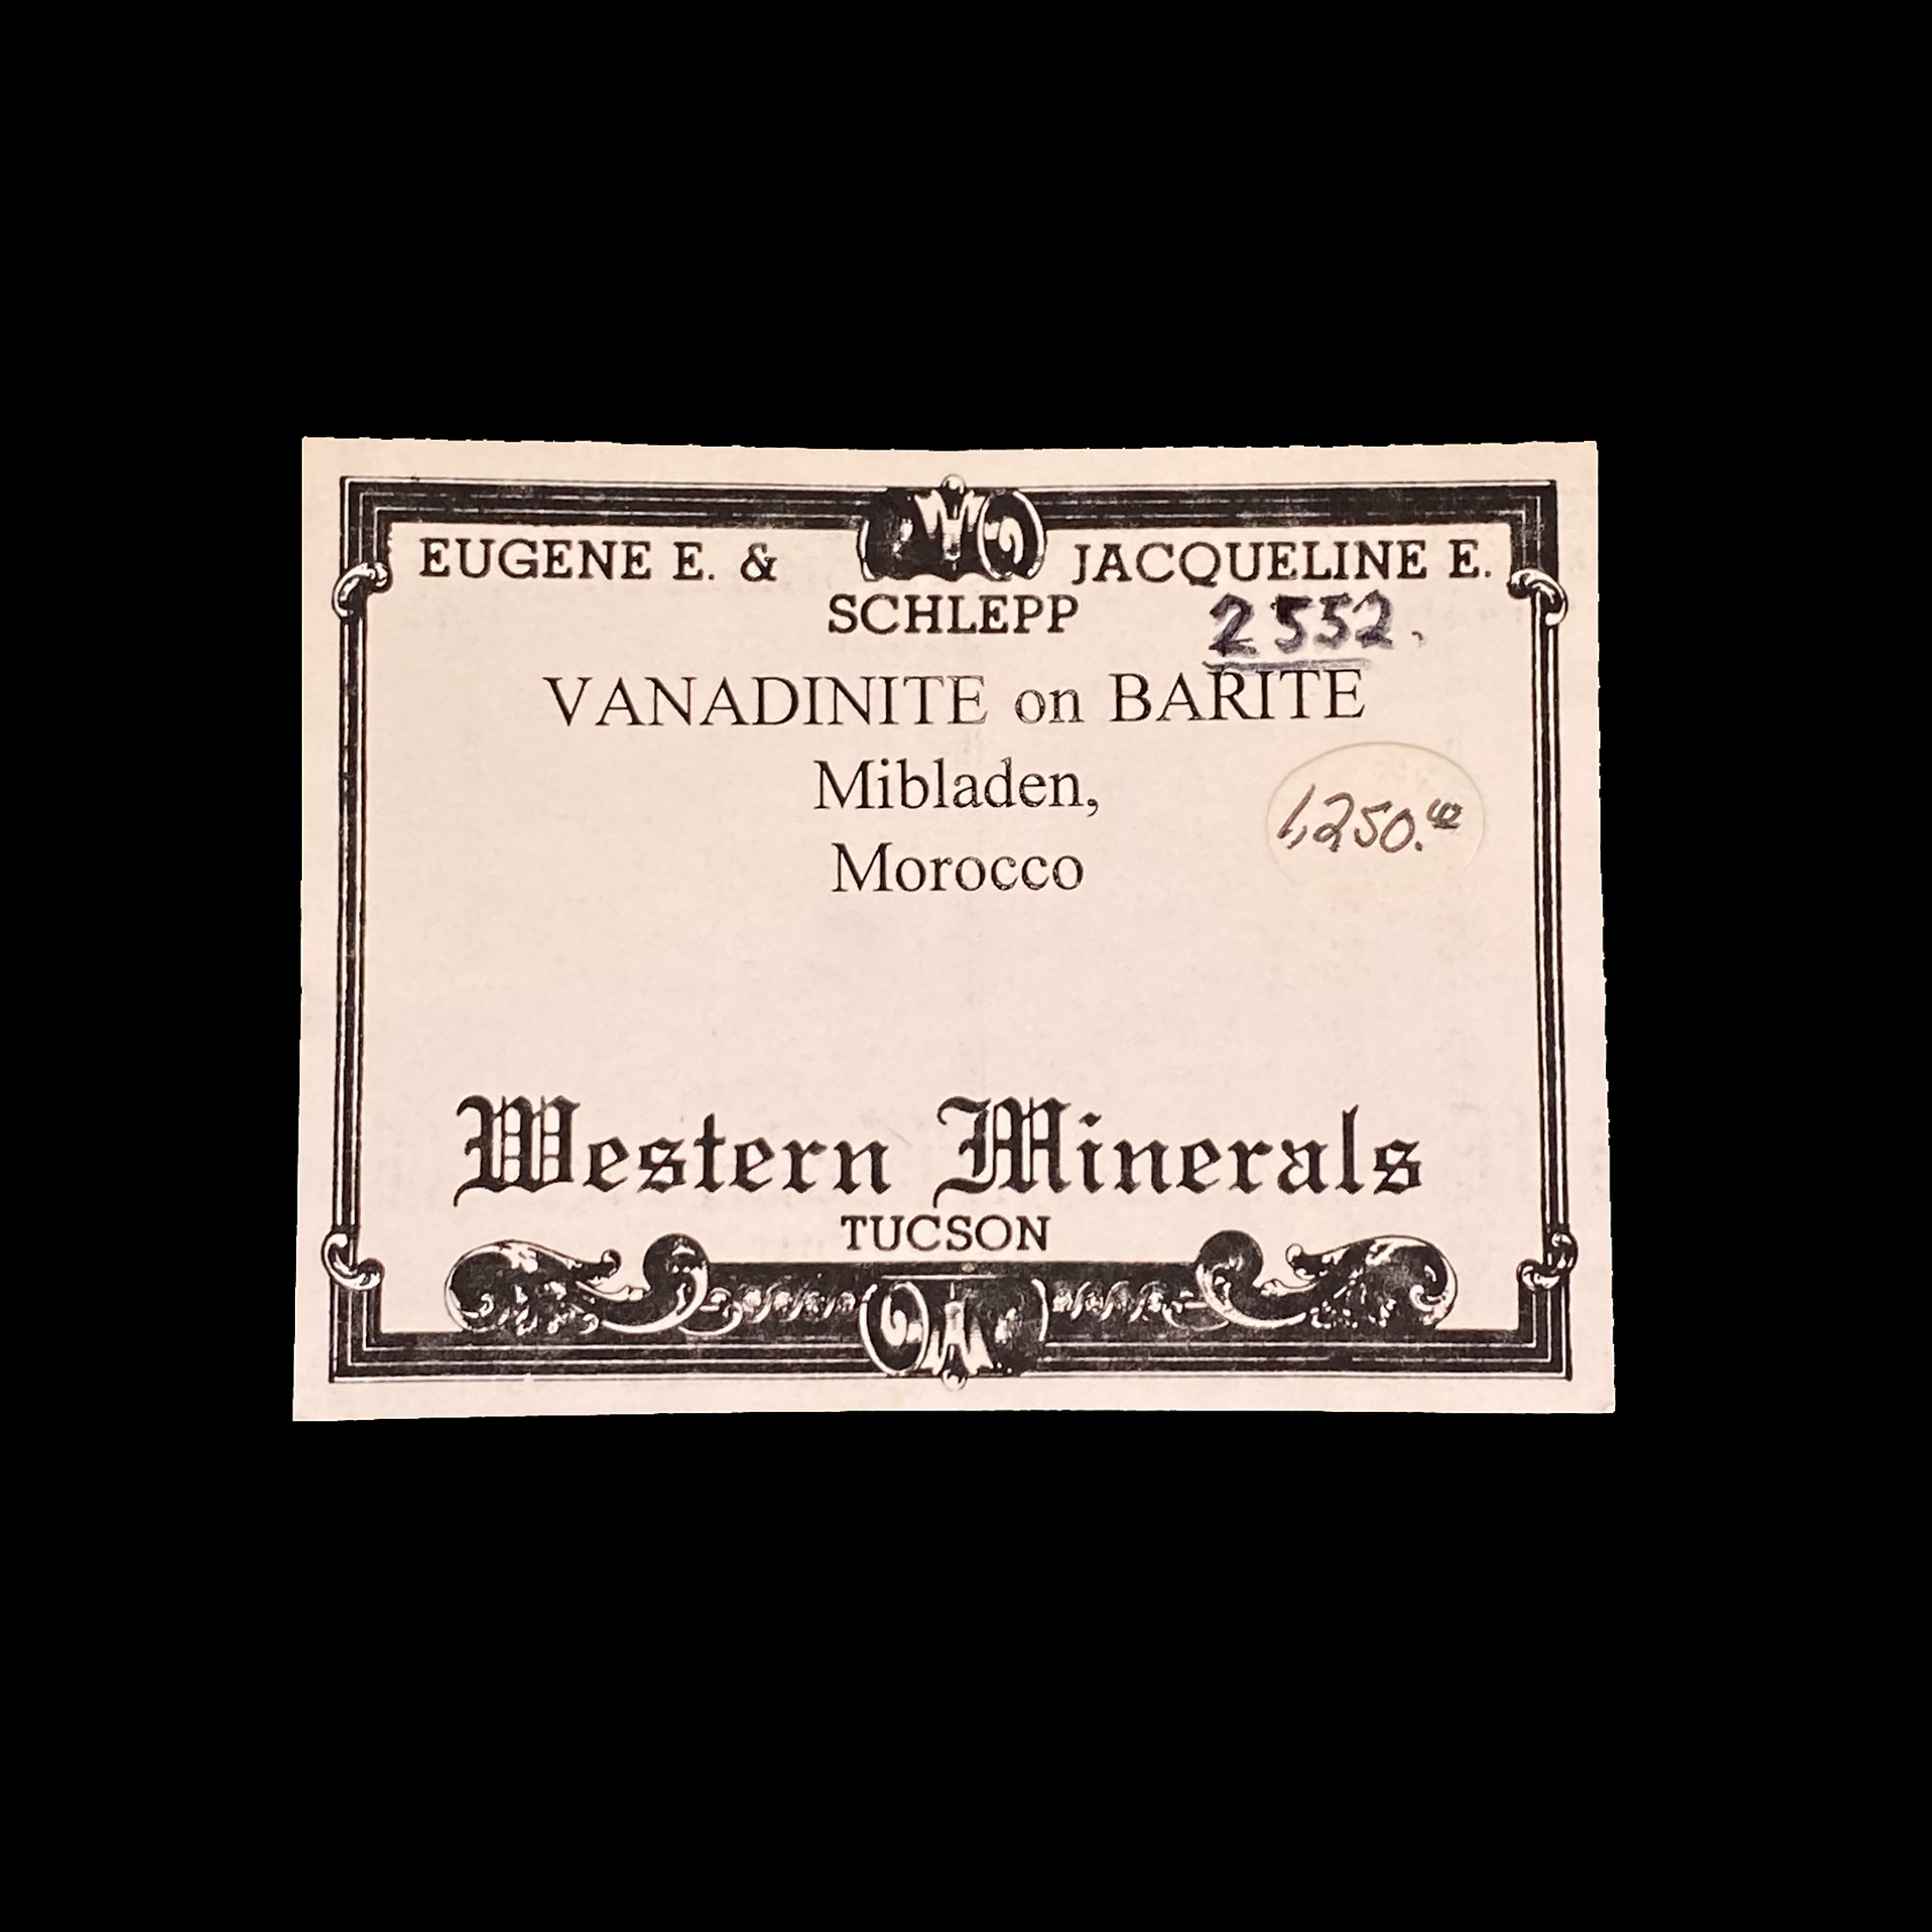 EUGENE E. & JACQUELINE E.
SCHLEPP
2552.
VANADINITE on BARITE
Mibladen,
1,250.00
Morocco
Western Minerals
TUCSON